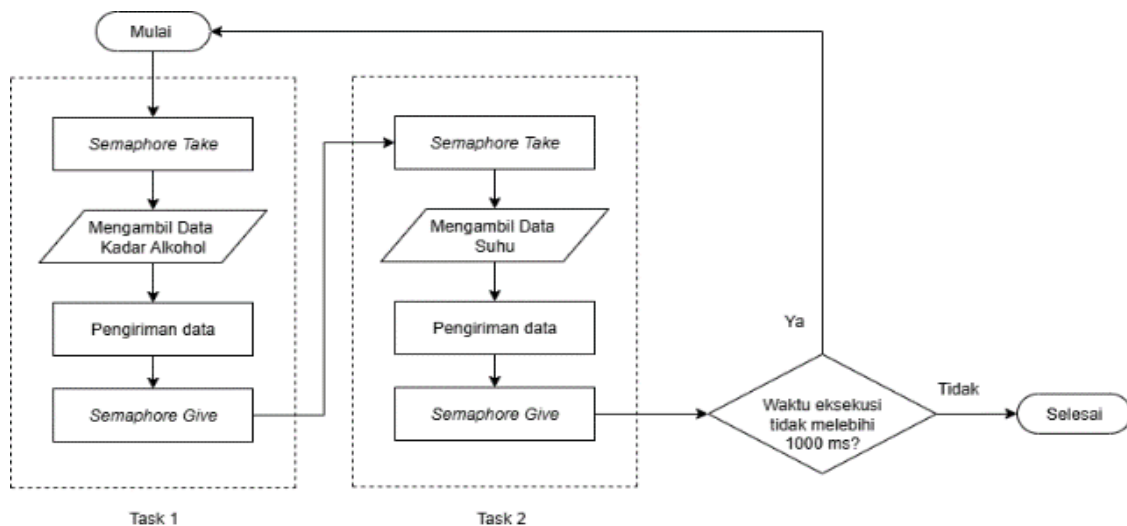 Mulai
Semaphore Take
Mengambil Data
Kadar Alkohol
Pengiriman data
Semaphore Give
Task 1
Semaphore Take
Mengambil Data
Suhu
Pengiriman data
Semaphore Give
Task 2
Waktu eksekusi
tidak melebihi
1000 ms?
Ya
Tidak
Selesai